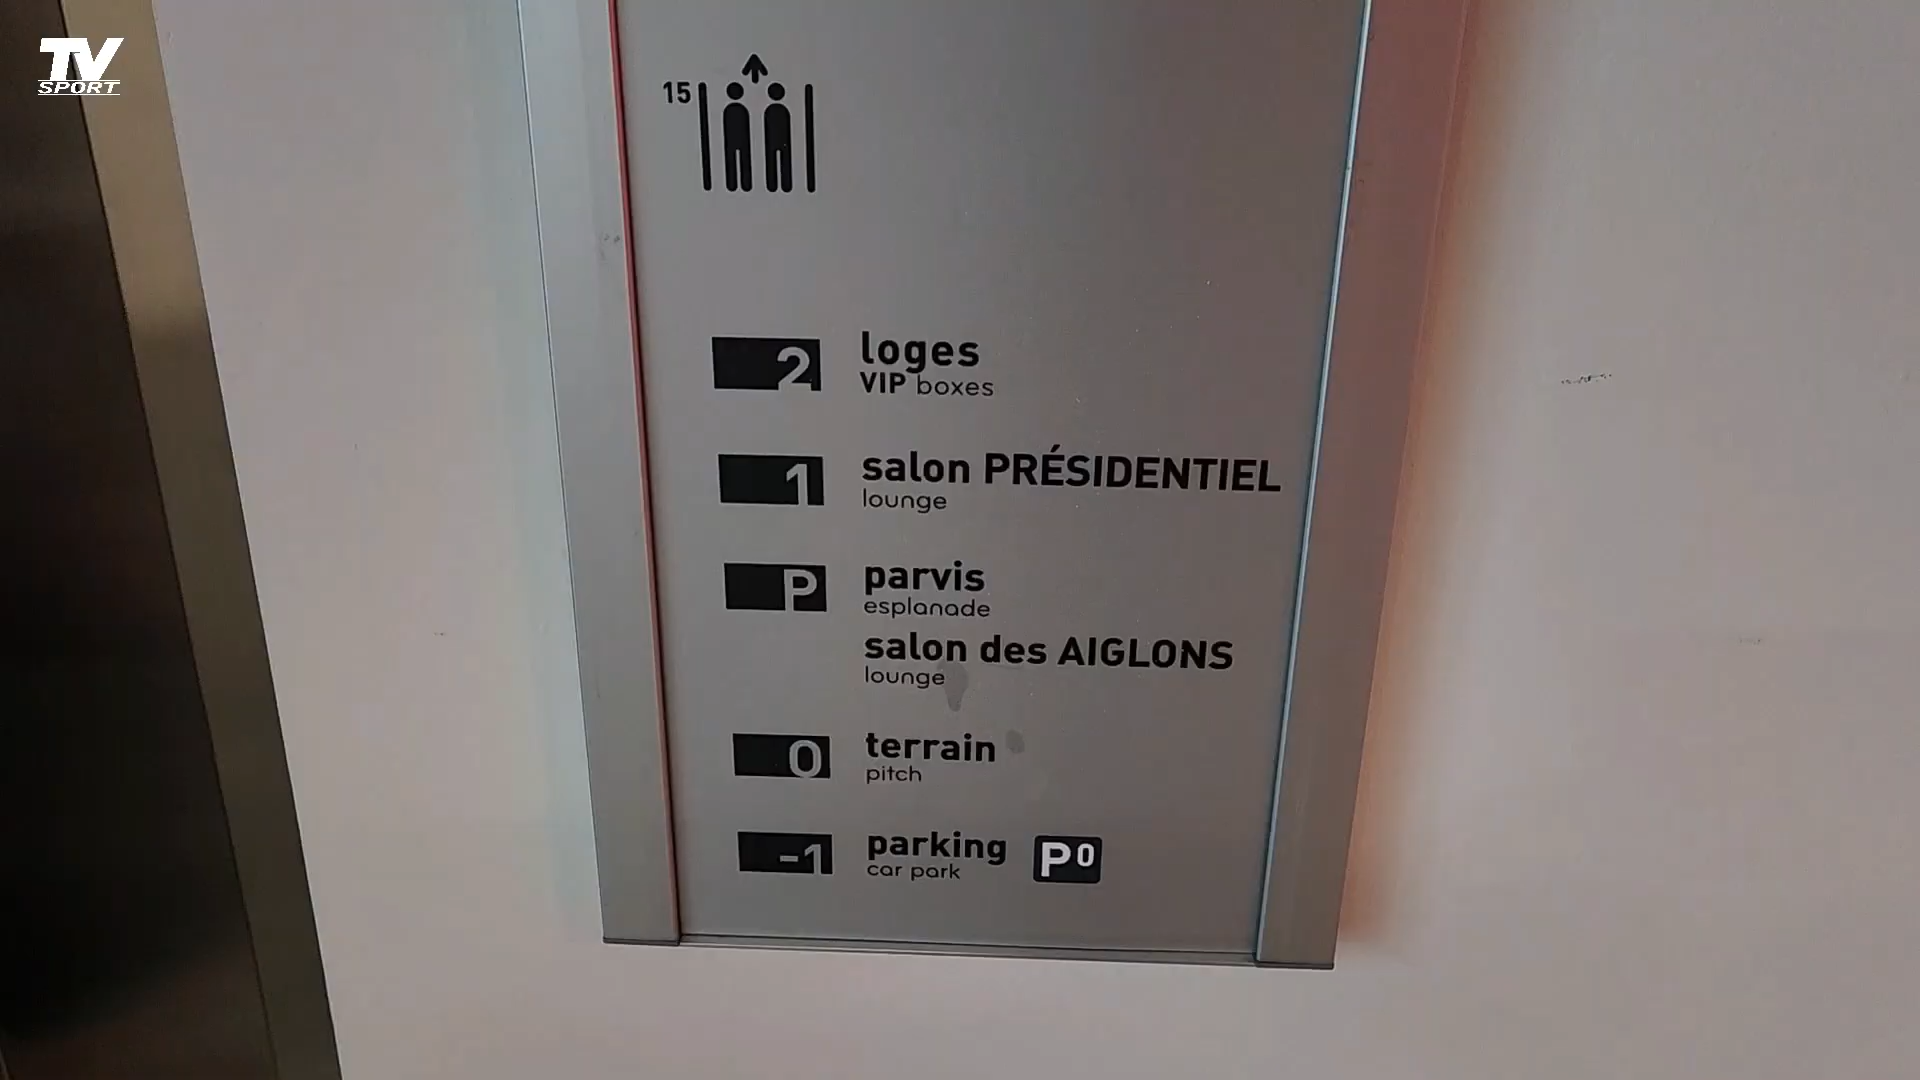 TV
SPORT
15
2 loges
VIP boxes
1 salon PRÉSIDENTIEL
lounge
P parvis
esplanade
salon des AIGLONS
lounge
0 terrain
pitch
-1 parking P0
car park